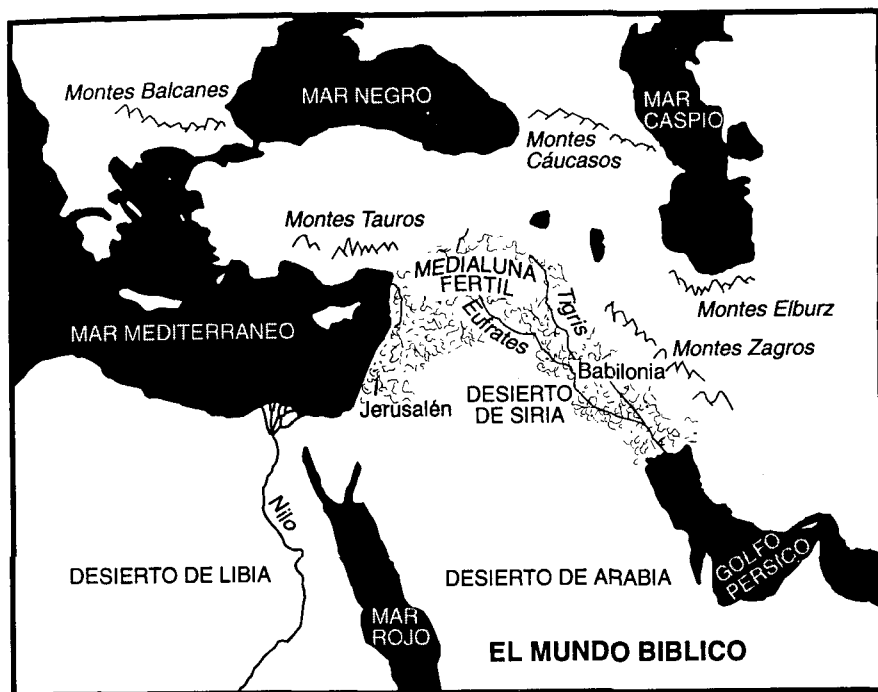 Montes Balcanes
MAR NEGRO
MAR
CASPIO
Montes
Cáucasos
Montes Tauros
MEDIALUNA
FERTIL
Tigris
Eufrates
Montes Elburz
MAR MEDITERRANEO
Montes Zagros
Babilonia
Jerusalén
DESIERTO
DE SIRIA
Nilo
DESIERTO DE LIBIA
DESIERTO DE ARABIA
GOLFO
PERSICO
MAR
ROJO
EL MUNDO BIBLICO